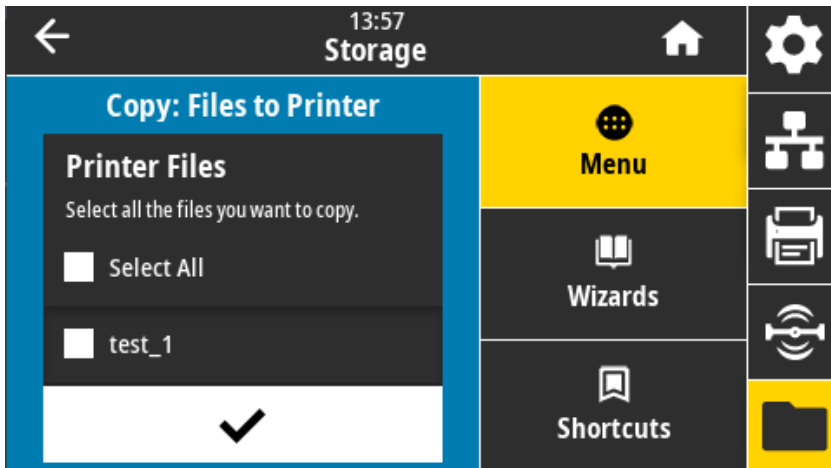 13:57
Storage
Copy: Files to Printer
Printer Files
Select all the files you want to copy.
Select All
test_1
Menu
Wizards
Shortcuts